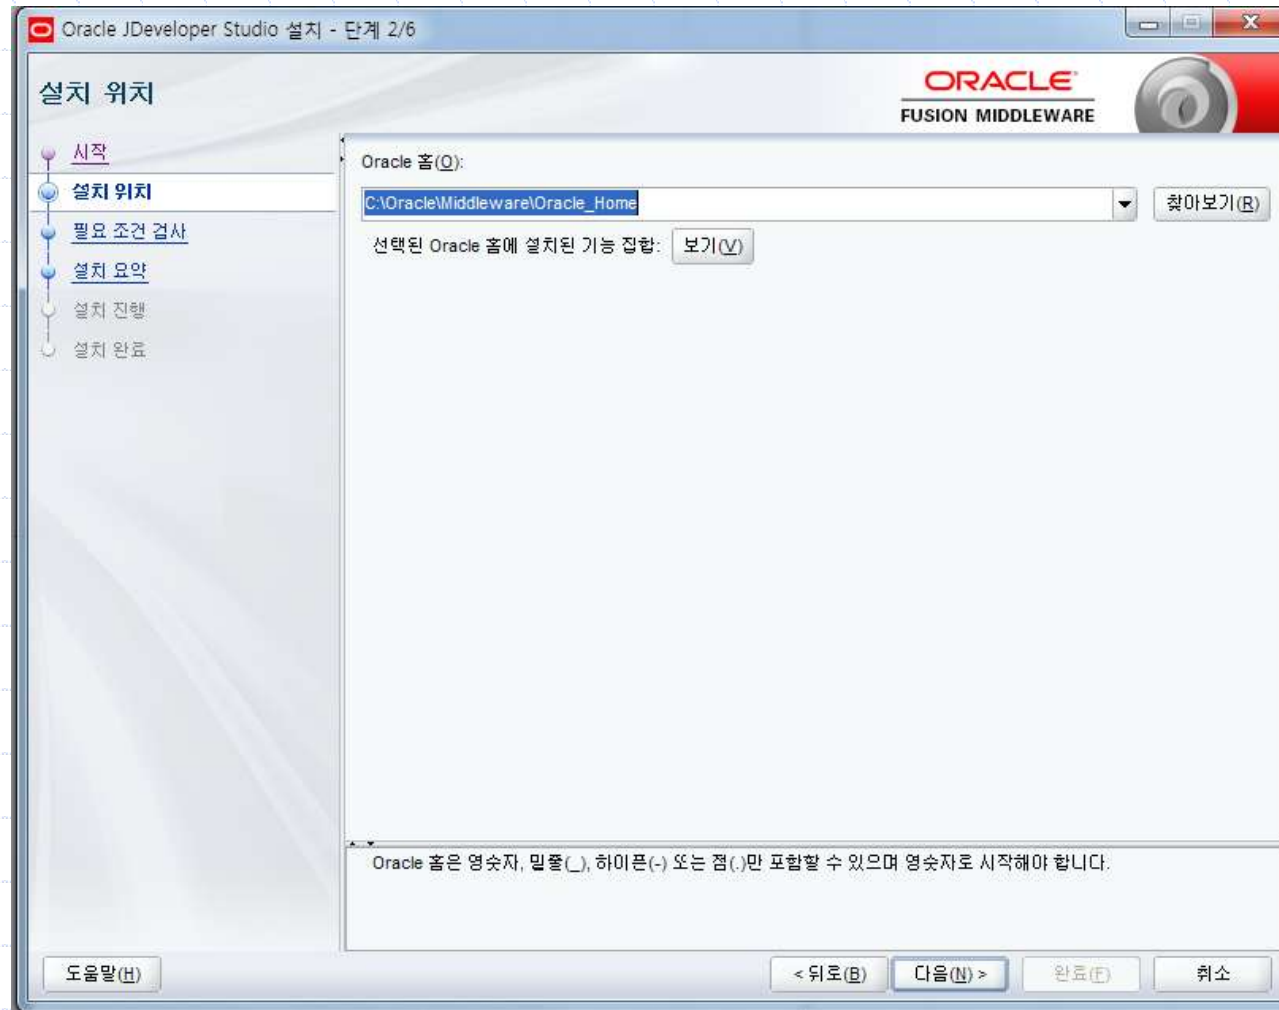 Oracle JDeveloper Studio 설치 - 단계 2/6
설치 위치
ORACLE
FUSION MIDDLEWARE
시작
설치 위치
필요 조건 검사
설치 요약
설치 진행
설치 완료
Oracle 홈(O):
C:\Oracle\Middleware\Oracle_Home
찾아보기(R)
선택된 Oracle 홈에 설치된 기능 집합: 보기(V)
Oracle 홈은 영숫자, 밑줄(_), 하이픈(-) 또는 점(.)만 포함할 수 있으며 영숫자로 시작해야 합니다.
도움말(H)
< 뒤로(B)
다음(N) >
완료(F)
취소